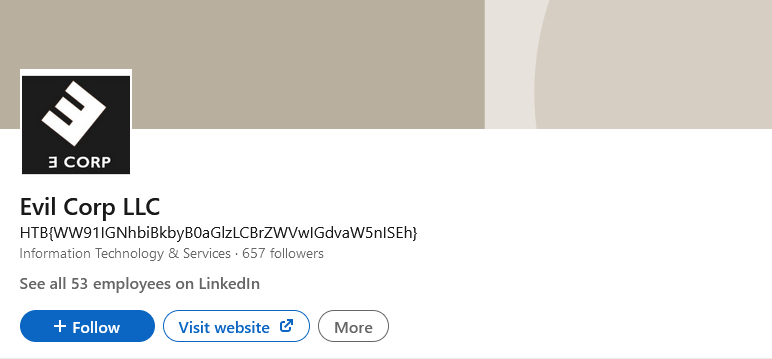 Ǝ CORP
Evil Corp LLC
HTB{WW91IGNhbiBkbyB0aGlzLCBrZWVwIGdvaW5nISEh}
Information Technology & Services · 657 followers
See all 53 employees on LinkedIn
+ Follow
Visit website
More